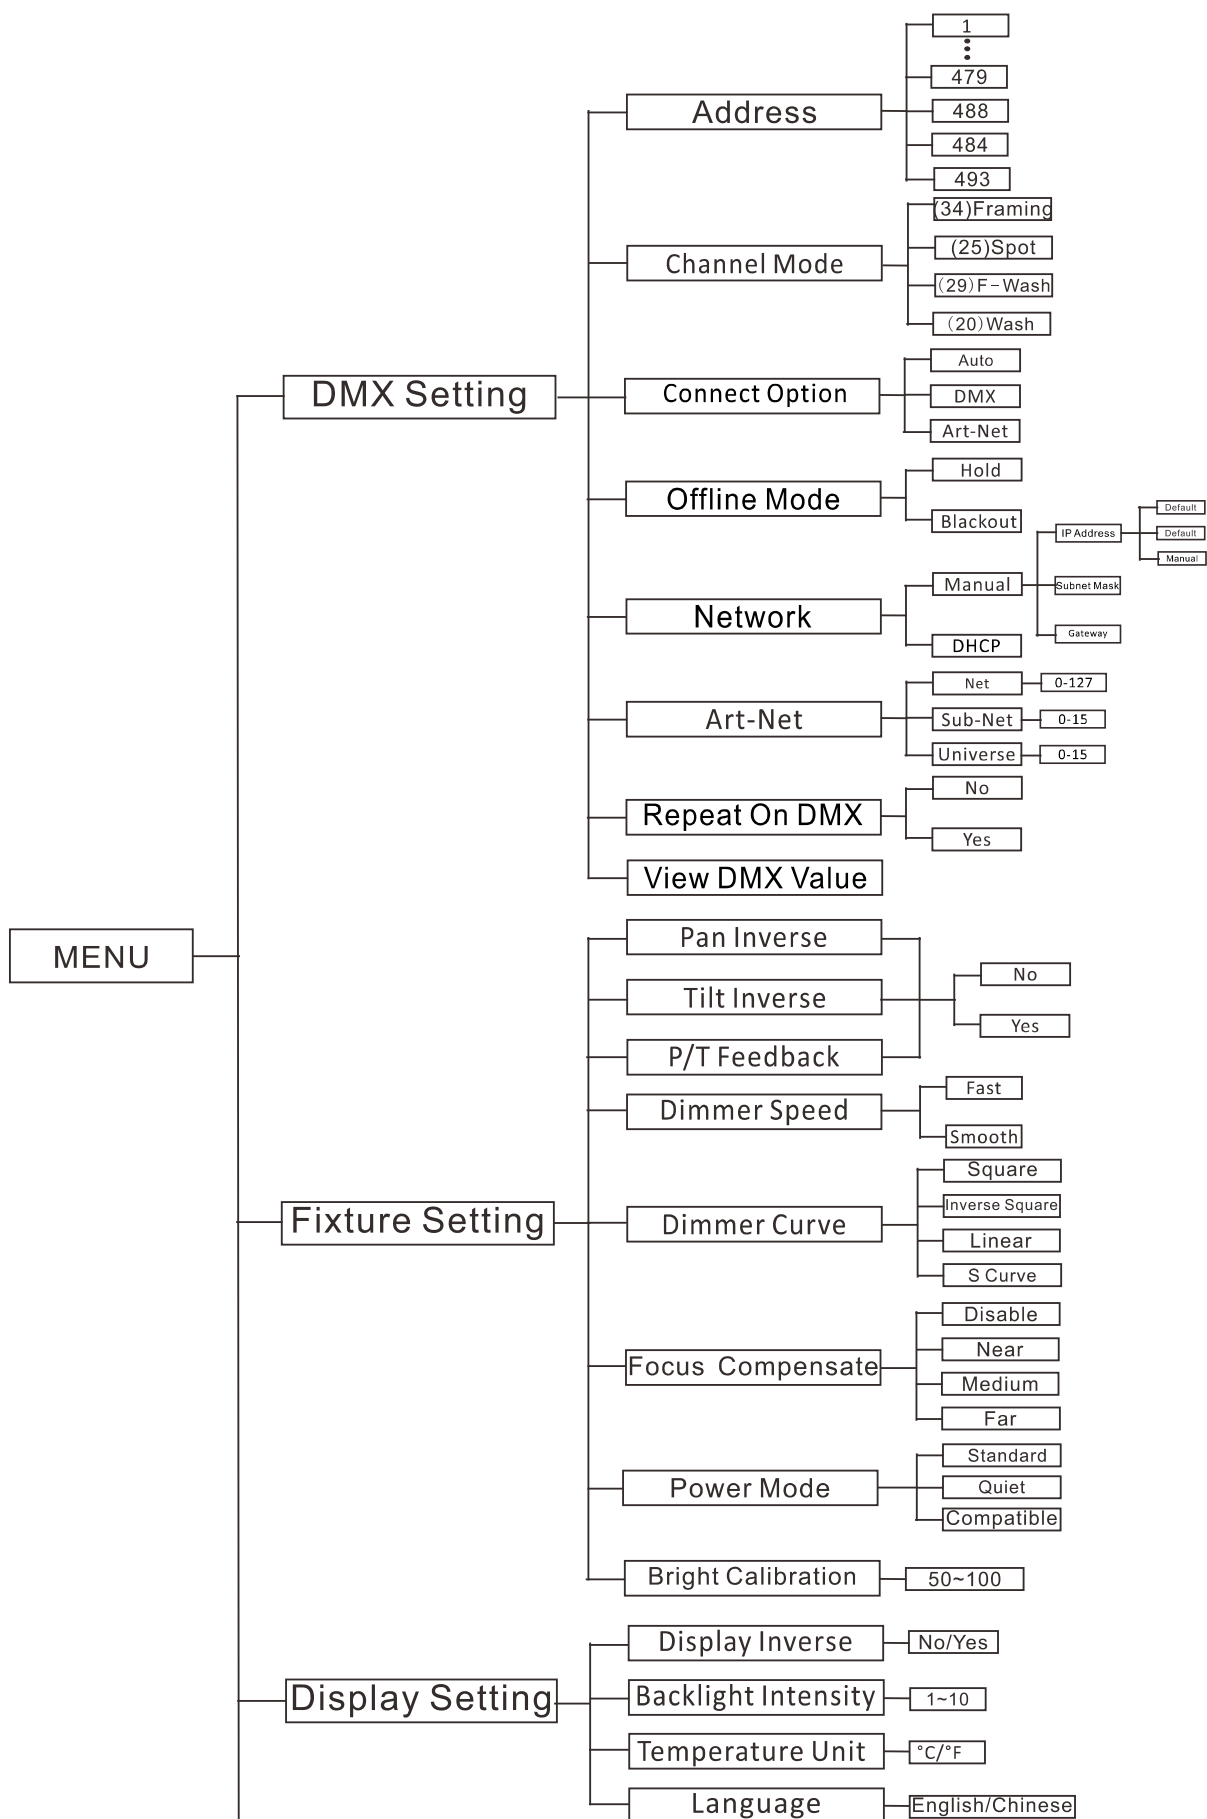 MENU
DMX Setting
Address
1
479
488
484
493
Channel Mode
(34)Framing
(25)Spot
(29)F-Wash
(20)Wash
Connect Option
Auto
DMX
Art-Net
Offline Mode
Hold
Blackout
Network
Manual
IP Address
Default
Default
Manual
Subnet Mask
Gateway
DHCP
Art-Net
Net
0-127
Sub-Net
0-15
Universe
0-15
Repeat On DMX
No
Yes
View DMX Value
Fixture Setting
Pan Inverse
Tilt Inverse
P/T Feedback
No
Yes
Dimmer Speed
Fast
Smooth
Dimmer Curve
Square
Inverse Square
Linear
S Curve
Focus Compensate
Disable
Near
Medium
Far
Power Mode
Standard
Quiet
Compatible
Bright Calibration
50~100
Display Setting
Display Inverse
No/Yes
Backlight Intensity
1~10
Temperature Unit
°C/°F
Language
English/Chinese